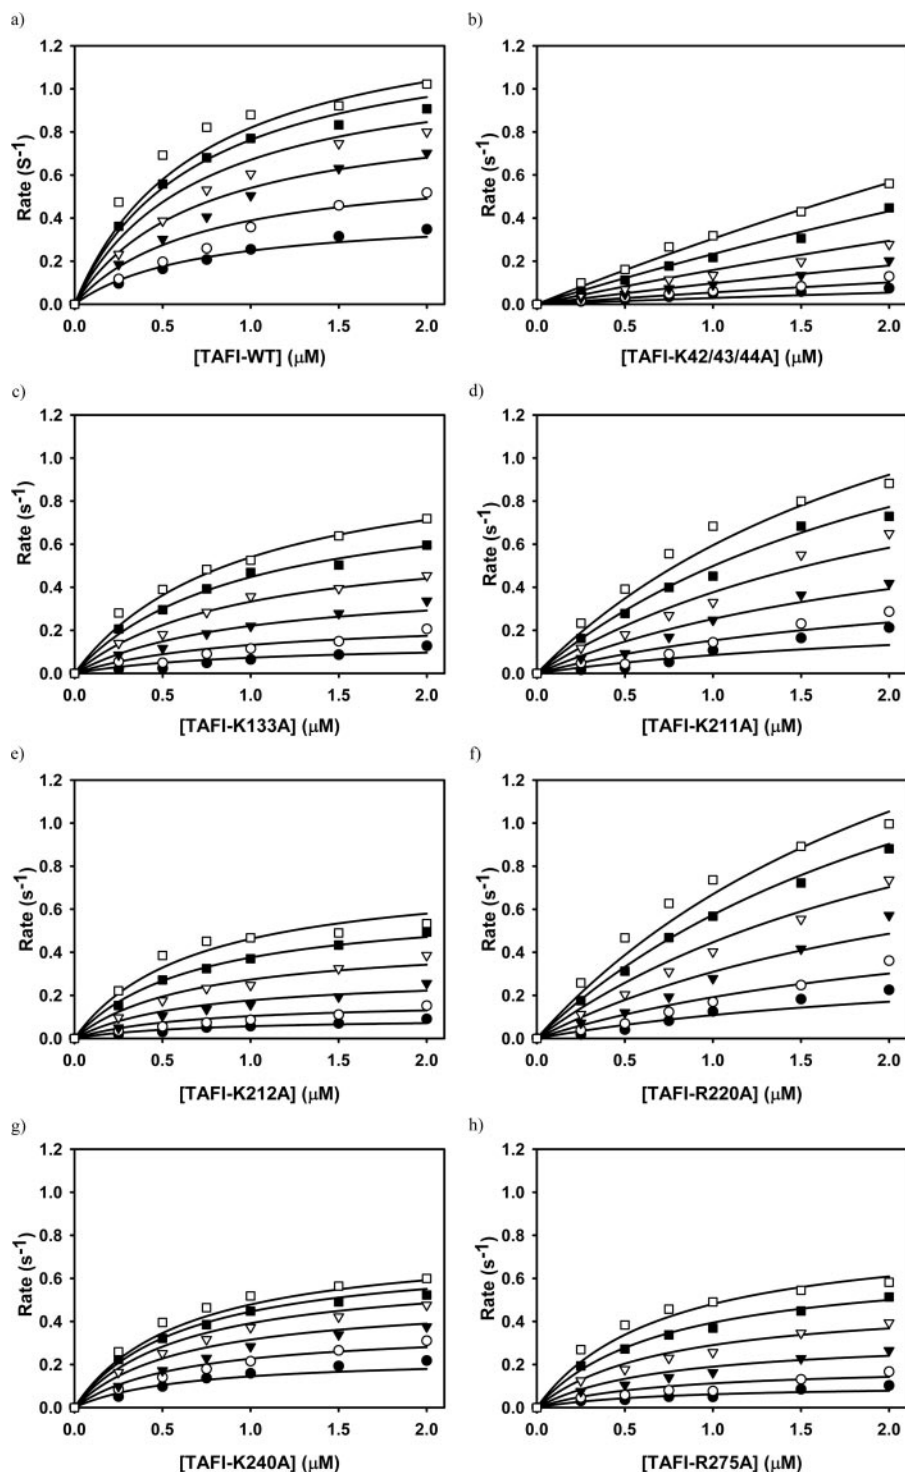 a)
1.2
1.0
0.8
0.6
0.4
0.2
0.0
Rate (S⁻¹)
0.0 0.5 1.0 1.5 2.0
[TAFI-WT] (μM)
b)
1.2
1.0
0.8
0.6
0.4
0.2
0.0
Rate (s⁻¹)
0.0 0.5 1.0 1.5 2.0
[TAFI-K42/43/44A] (μM)
c)
1.2
1.0
0.8
0.6
0.4
0.2
0.0
Rate (s⁻¹)
0.0 0.5 1.0 1.5 2.0
[TAFI-K133A] (μM)
d)
1.2
1.0
0.8
0.6
0.4
0.2
0.0
Rate (s⁻¹)
0.0 0.5 1.0 1.5 2.0
[TAFI-K211A] (μM)
e)
1.2
1.0
0.8
0.6
0.4
0.2
0.0
Rate (s⁻¹)
0.0 0.5 1.0 1.5 2.0
[TAFI-K212A] (μM)
f)
1.2
1.0
0.8
0.6
0.4
0.2
0.0
Rate (s⁻¹)
0.0 0.5 1.0 1.5 2.0
[TAFI-R220A] (μM)
g)
1.2
1.0
0.8
0.6
0.4
0.2
0.0
Rate (s⁻¹)
0.0 0.5 1.0 1.5 2.0
[TAFI-K240A] (μM)
h)
1.2
1.0
0.8
0.6
0.4
0.2
0.0
Rate (s⁻¹)
0.0 0.5 1.0 1.5 2.0
[TAFI-R275A] (μM)